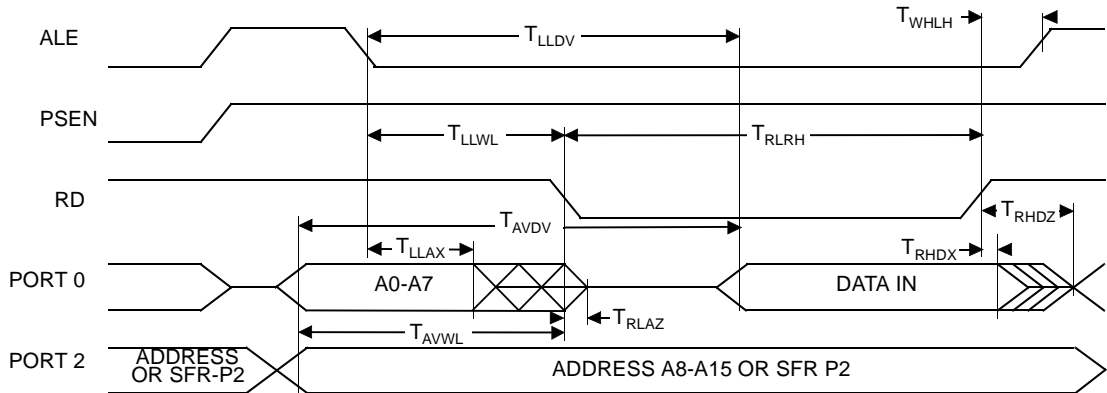 T_WHLH
ALE
T_LLDV
PSEN
T_LLWL
T_RLRH
RD
T_AVDV
T_RHDZ
T_LLAX
T_RHDX
PORT 0
A0-A7
DATA IN
T_RLAZ
T_AVWL
PORT 2
ADDRESS
OR SFR-P2
ADDRESS A8-A15 OR SFR P2